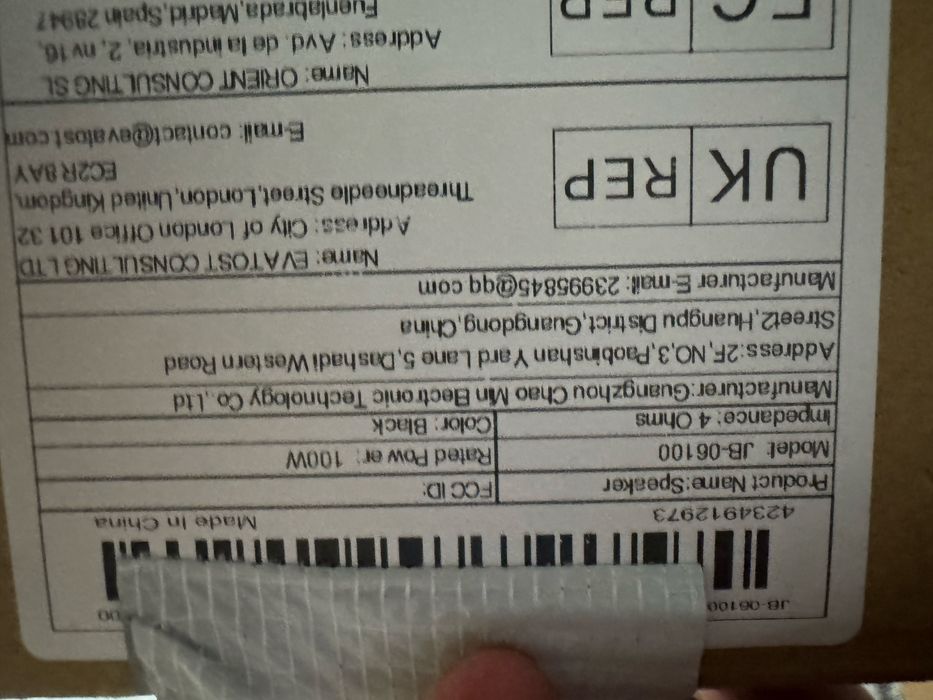 JB-06100
00
4234912973
Made In China
Product Name:Speaker
FCC ID:
Model: JB-06100
Rated Power: 100W
Impedance: 4 Ohms
Color: Black
Manufacturer:Guangzhou Chao Min Electronic Technology Co.,Ltd
Address:2F,NO,3,Paobinshan Yard Lane 5,Dashadi Western Road
Street2,Huangpu District,Guangdong,China
Manufacturer E-mail: 23995845@qq com
UK REP
Name: EVATOST CONSULTING LTD
Address: City of London Office 101 32
Threadneedle Street,London,United Kingdom,
EC2R 8AY
E-mail: contact@evatost com
EC REP
Name: ORIENT CONSULTING SL
Address: Avd. de la industria, 2, nv 16,
Fuenlabrada,Madrid,Spain 28947